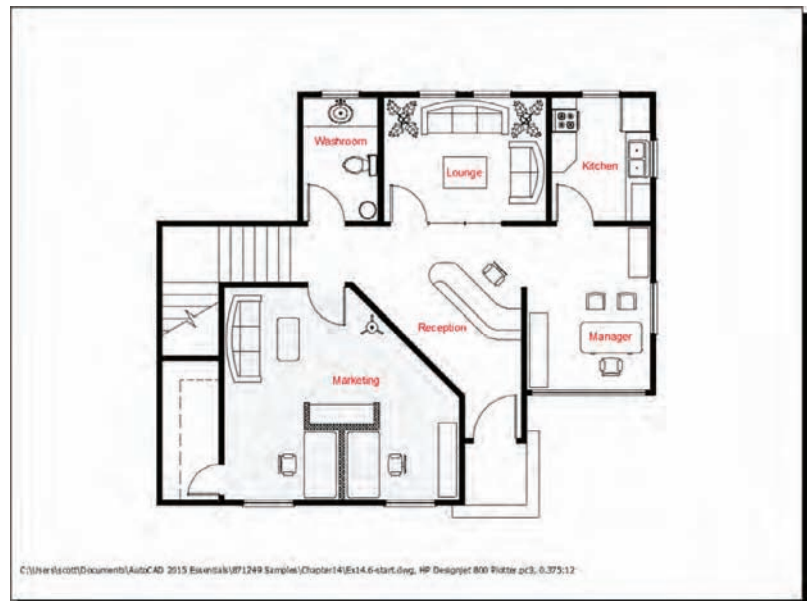 Washroom
Lounge
Kitchen
Reception
Manager
Marketing
C:\Users\scott\Documents\AutoCAD 2015 Essentials\871249 Samples\Chapter14\Ex14.6-start.dwg, HP Designjet 800 Plotter.pc3, 0.375:12